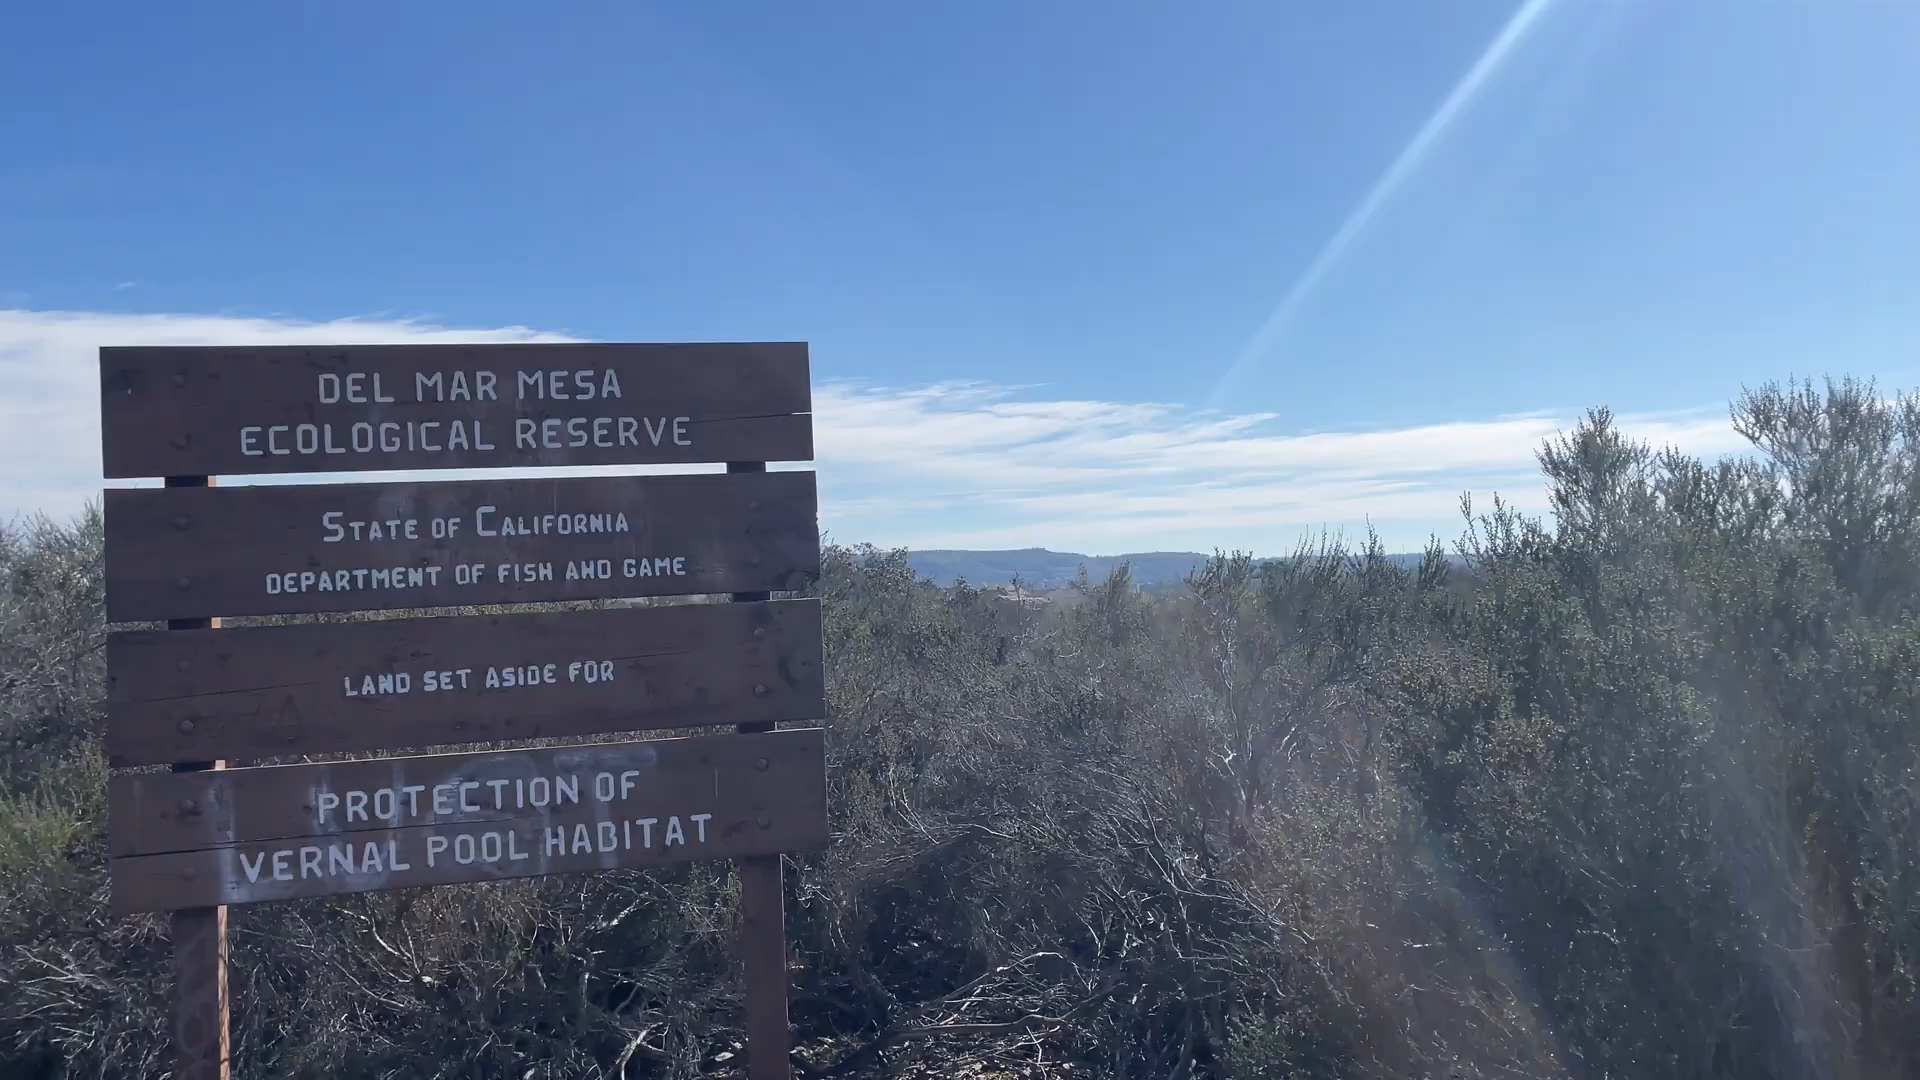 DEL MAR MESA
ECOLOGICAL RESERVE
STATE OF CALIFORNIA
DEPARTMENT OF FISH AND GAME
LAND SET ASIDE FOR
PROTECTION OF
VERNAL POOL HABITAT